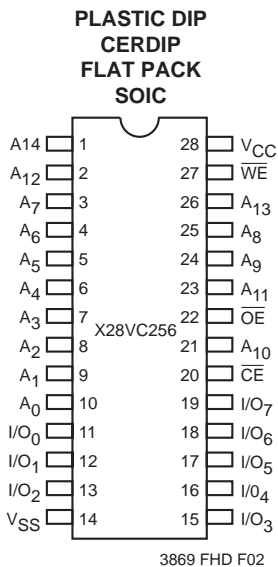 PLASTIC DIP
CERDIP
FLAT PACK
SOIC
A14 1 28 VCC
A12 2 27 WE
A7 3 26 A13
A6 4 25 A8
A5 5 24 A9
A4 6 23 A11
A3 7 22 OE
X28VC256
A2 8 21 A10
A1 9 20 CE
A0 10 19 I/O7
I/O0 11 18 I/O6
I/O1 12 17 I/O5
I/O2 13 16 I/04
VSS 14 15 I/O3
3869 FHD F02